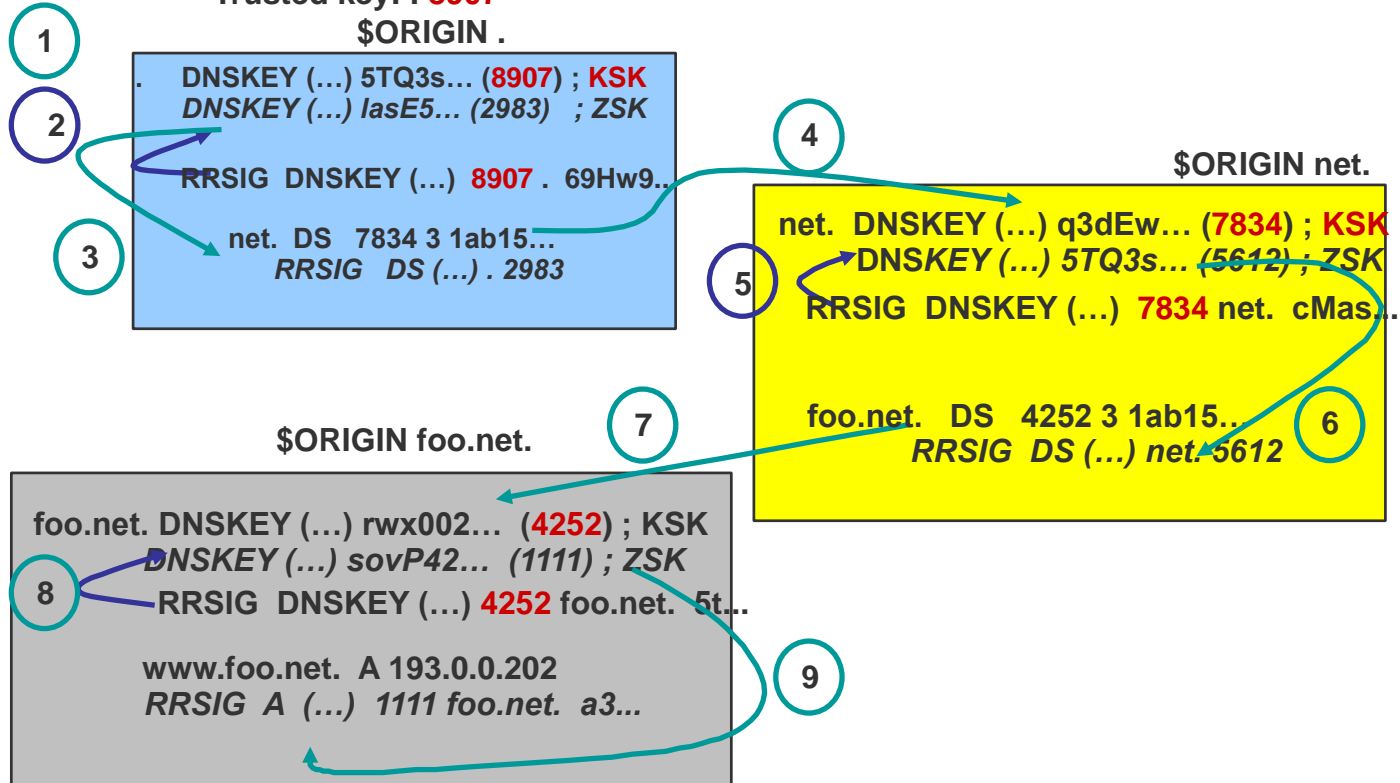 Trusted key: . 8907
$ORIGIN .
1
. DNSKEY (…) 5TQ3s… (8907) ; KSK
DNSKEY (…) lasE5… (2983) ; ZSK
2
RRSIG DNSKEY (…) 8907 . 69Hw9..
net. DS 7834 3 1ab15…
RRSIG DS (…) . 2983
3
4
$ORIGIN net.
net. DNSKEY (…) q3dEw… (7834) ; KSK
DNSKEY (…) 5TQ3s… (5612) ; ZSK
5
RRSIG DNSKEY (…) 7834 net. cMas...
foo.net. DS 4252 3 1ab15…
RRSIG DS (…) net. 5612
6
7
$ORIGIN foo.net.
foo.net. DNSKEY (…) rwx002… (4252) ; KSK
DNSKEY (…) sovP42… (1111) ; ZSK
8
RRSIG DNSKEY (…) 4252 foo.net. 5t...
www.foo.net. A 193.0.0.202
RRSIG A (…) 1111 foo.net. a3...
9